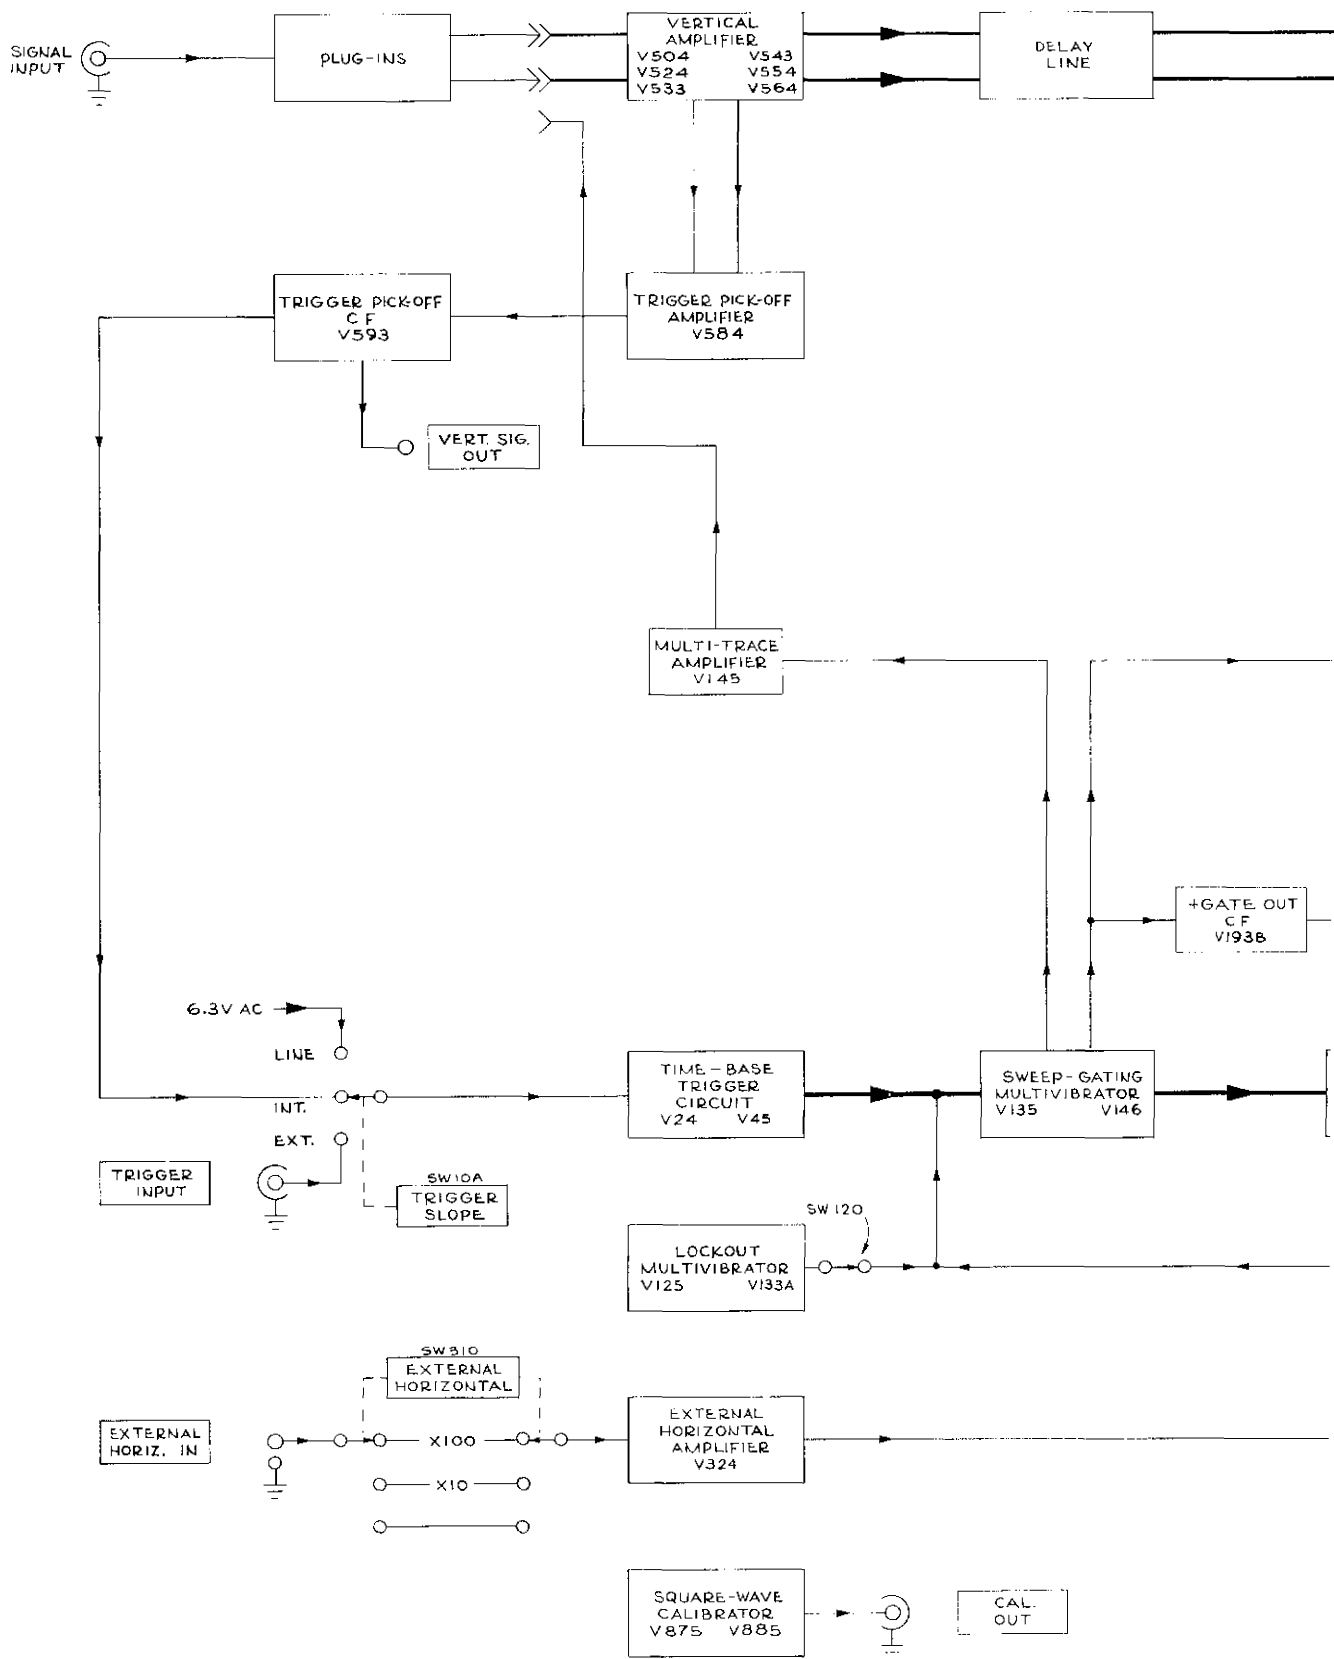 SIGNAL
INPUT
PLUG-INS
VERTICAL
AMPLIFIER
V504 V543
V524 V554
V533 V564
DELAY
LINE
TRIGGER PICK-OFF
CF
V593
TRIGGER PICK-OFF
AMPLIFIER
V584
VERT. SIG.
OUT
MULTI-TRACE
AMPLIFIER
V145
+GATE OUT
CF
V193B
6.3V AC
LINE
INT.
EXT.
TIME-BASE
TRIGGER
CIRCUIT
V24 V45
SWEEP-GATING
MULTIVIBRATOR
V135 V146
TRIGGER
INPUT
SW10A
TRIGGER
SLOPE
SW120
LOCKOUT
MULTIVIBRATOR
V125 V133A
SW310
EXTERNAL
HORIZONTAL
EXTERNAL
HORIZ. IN
X100
X10
EXTERNAL
HORIZONTAL
AMPLIFIER
V324
SQUARE-WAVE
CALIBRATOR
V875 V885
CAL.
OUT